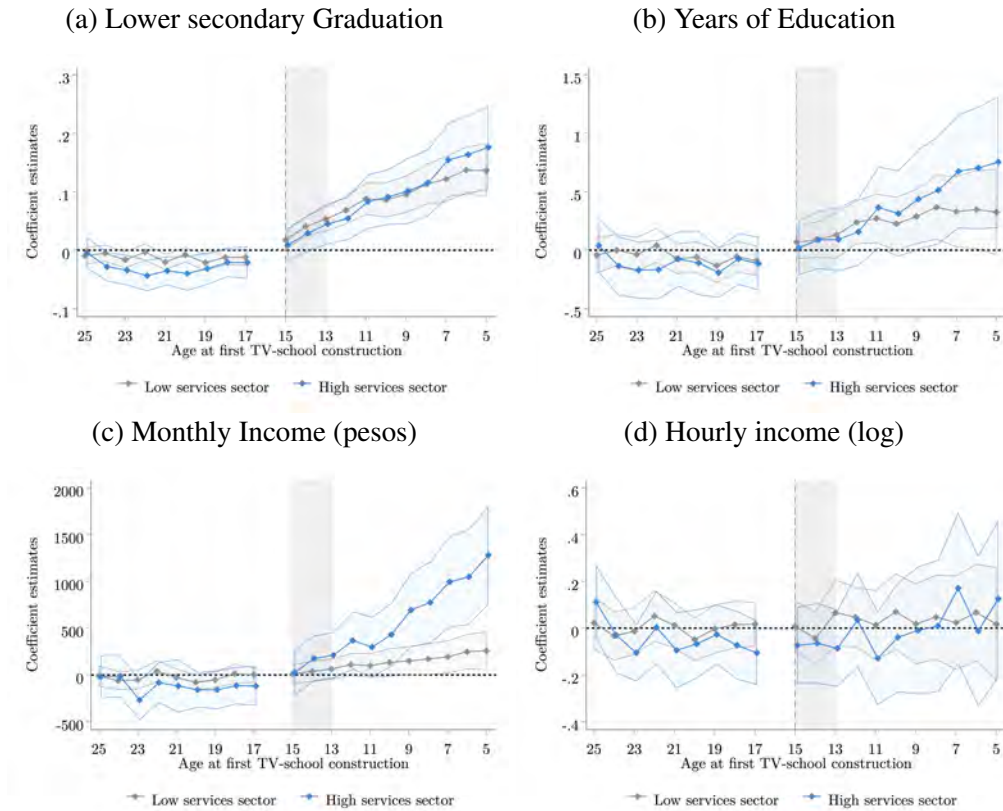 (a) Lower secondary Graduation
(b) Years of Education
.3
.2
.1
0
-.1
Coefficient estimates
25 23 21 19 17 15 13 11 9 7 5
Age at first TV-school construction
Low services sector High services sector
1.5
1
.5
0
-.5
Coefficient estimates
25 23 21 19 17 15 13 11 9 7 5
Age at first TV-school construction
Low services sector High services sector
(c) Monthly Income (pesos)
(d) Hourly income (log)
2000
1500
1000
500
0
-500
Coefficient estimates
25 23 21 19 17 15 13 11 9 7 5
Age at first TV-school construction
Low services sector High services sector
.6
.4
.2
0
-.2
-.4
Coefficient estimates
25 23 21 19 17 15 13 11 9 7 5
Age at first TV-school construction
Low services sector High services sector